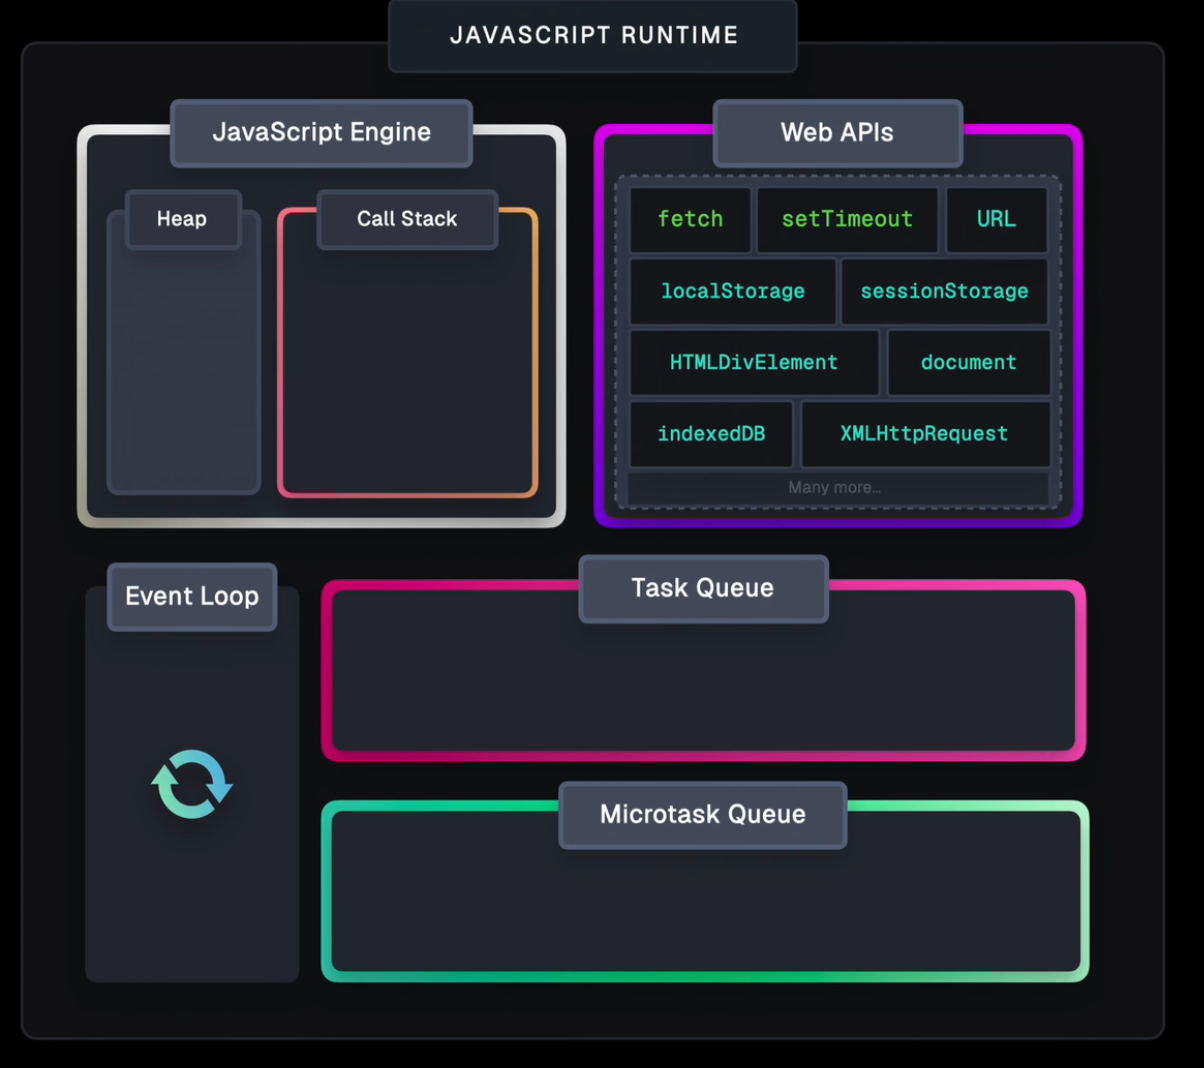 JAVASCRIPT RUNTIME
JavaScript Engine
Web APIs
Heap
Call Stack
fetch
setTimeout
URL
localStorage
sessionStorage
HTMLDivElement
document
indexedDB
XMLHttpRequest
Many more...
Event Loop
Task Queue
Microtask Queue